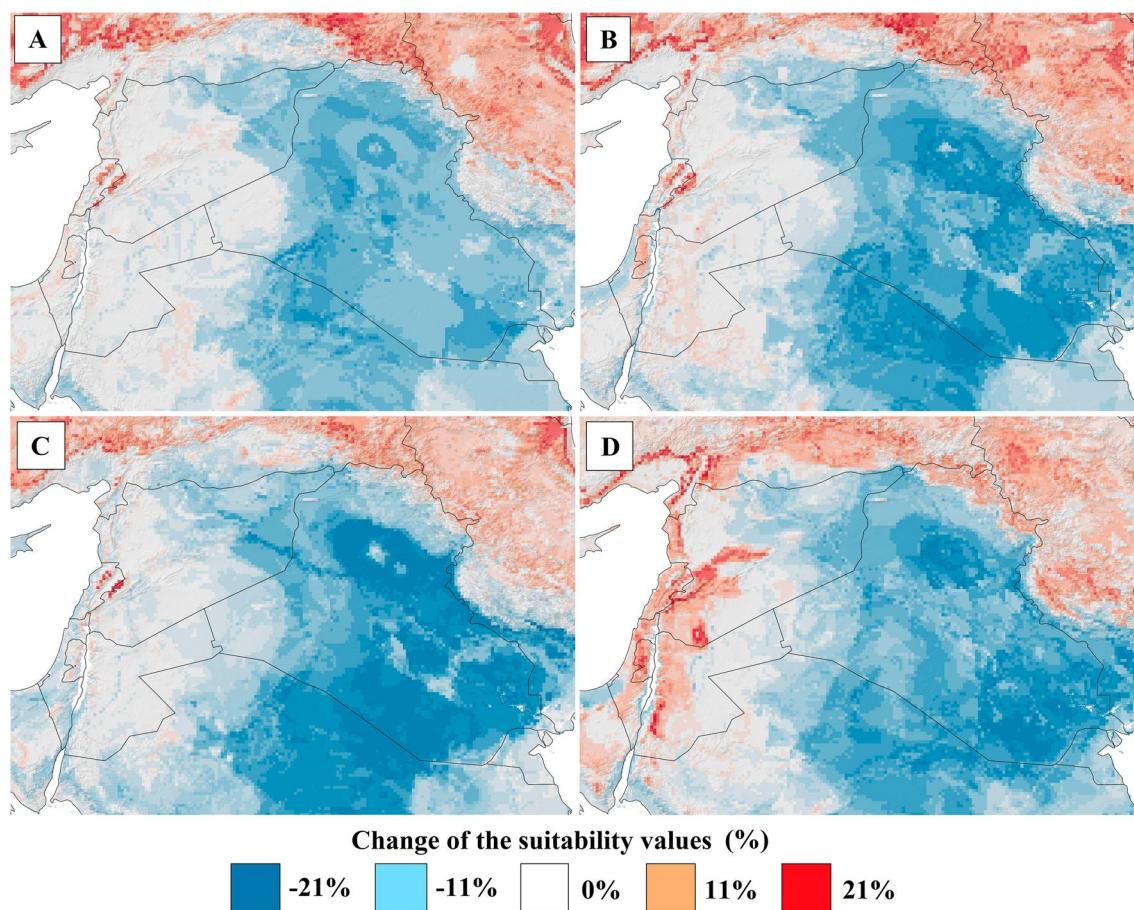 A
B
C
D
Change of the suitability values (%)
-21%
-11%
0%
11%
21%